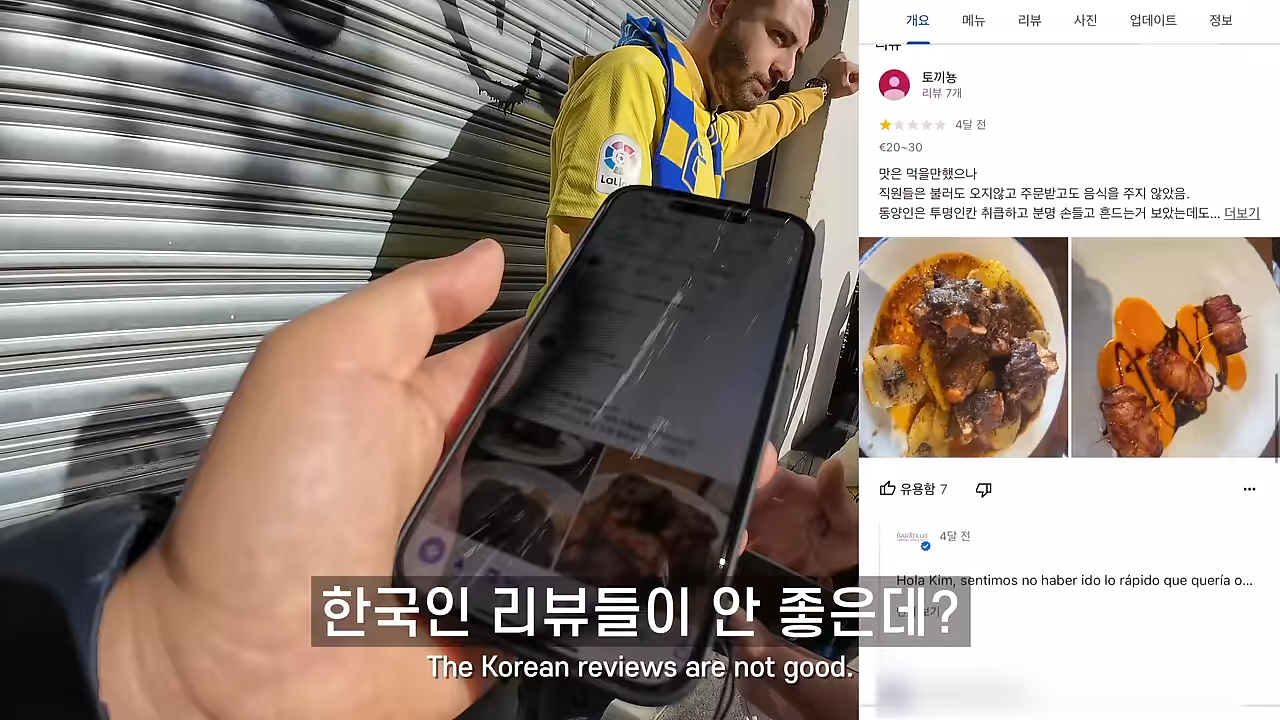 개요 메뉴 리뷰 사진 업데이트 정보
토끼뇽
리뷰 7개
4달 전
€20~30
맛은 먹을만했으나
직원들은 불러도 오지않고 주문받고도 음식을 주지 않았음.
동양인은 투명인칸 취급하고 분명 손들고 흔드는거 보았는데도... 더보기
유용함 7
4달 전
Hola Kim, sentimos no haber ido lo rápido que quería o...
LaLiga
한국인 리뷰들이 안 좋은데?
The Korean reviews are not good.